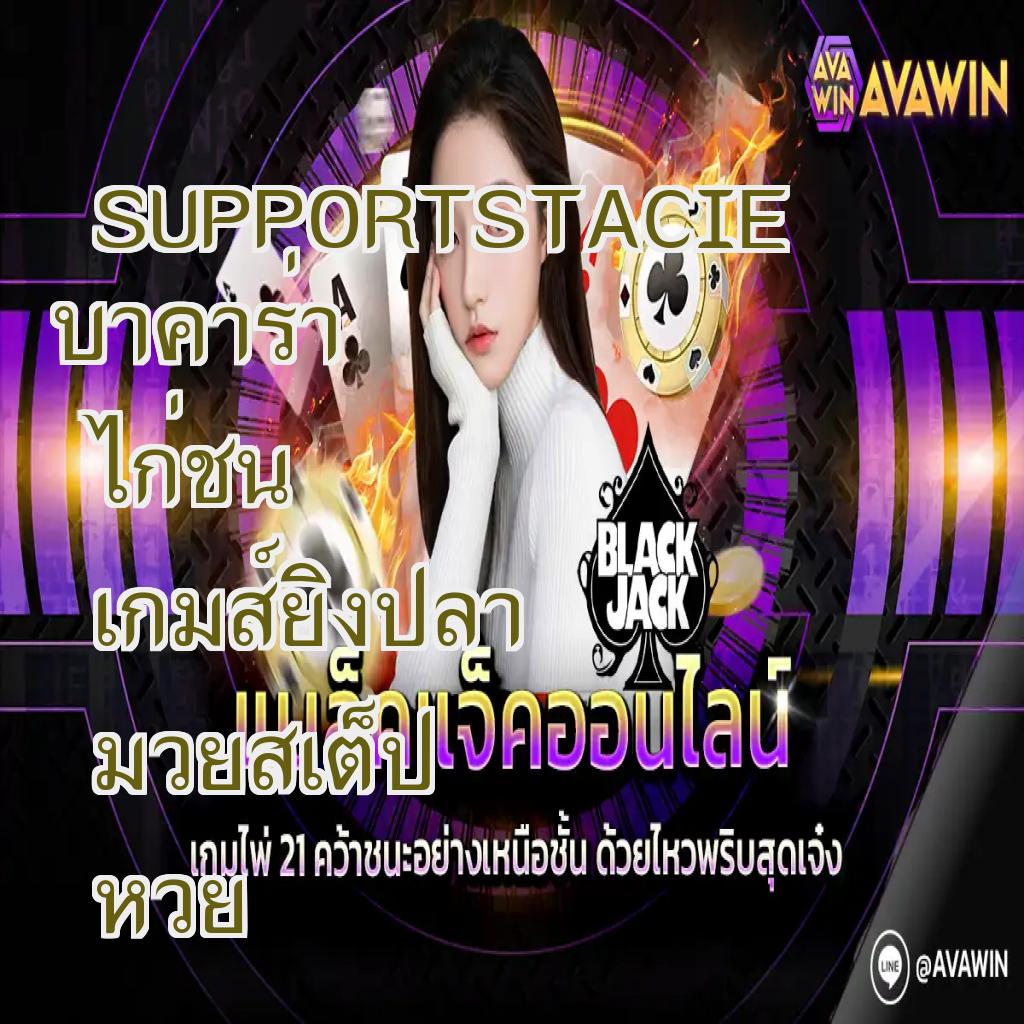 AVA
WIN
AVAWIN
SUPPORTSTACIE
บาคาร่า
ไก่ชน
เกมส์ยิงปลา
มวยสเต็ป
หวย
A
BLACK
JACK
แบล็คแจ็คออนไลน์
เกมไพ่ 21 คว้าชนะอย่างเหนือชั้น ด้วยไหวพริบสุดเจ๋ง
LINE
@AVAWIN